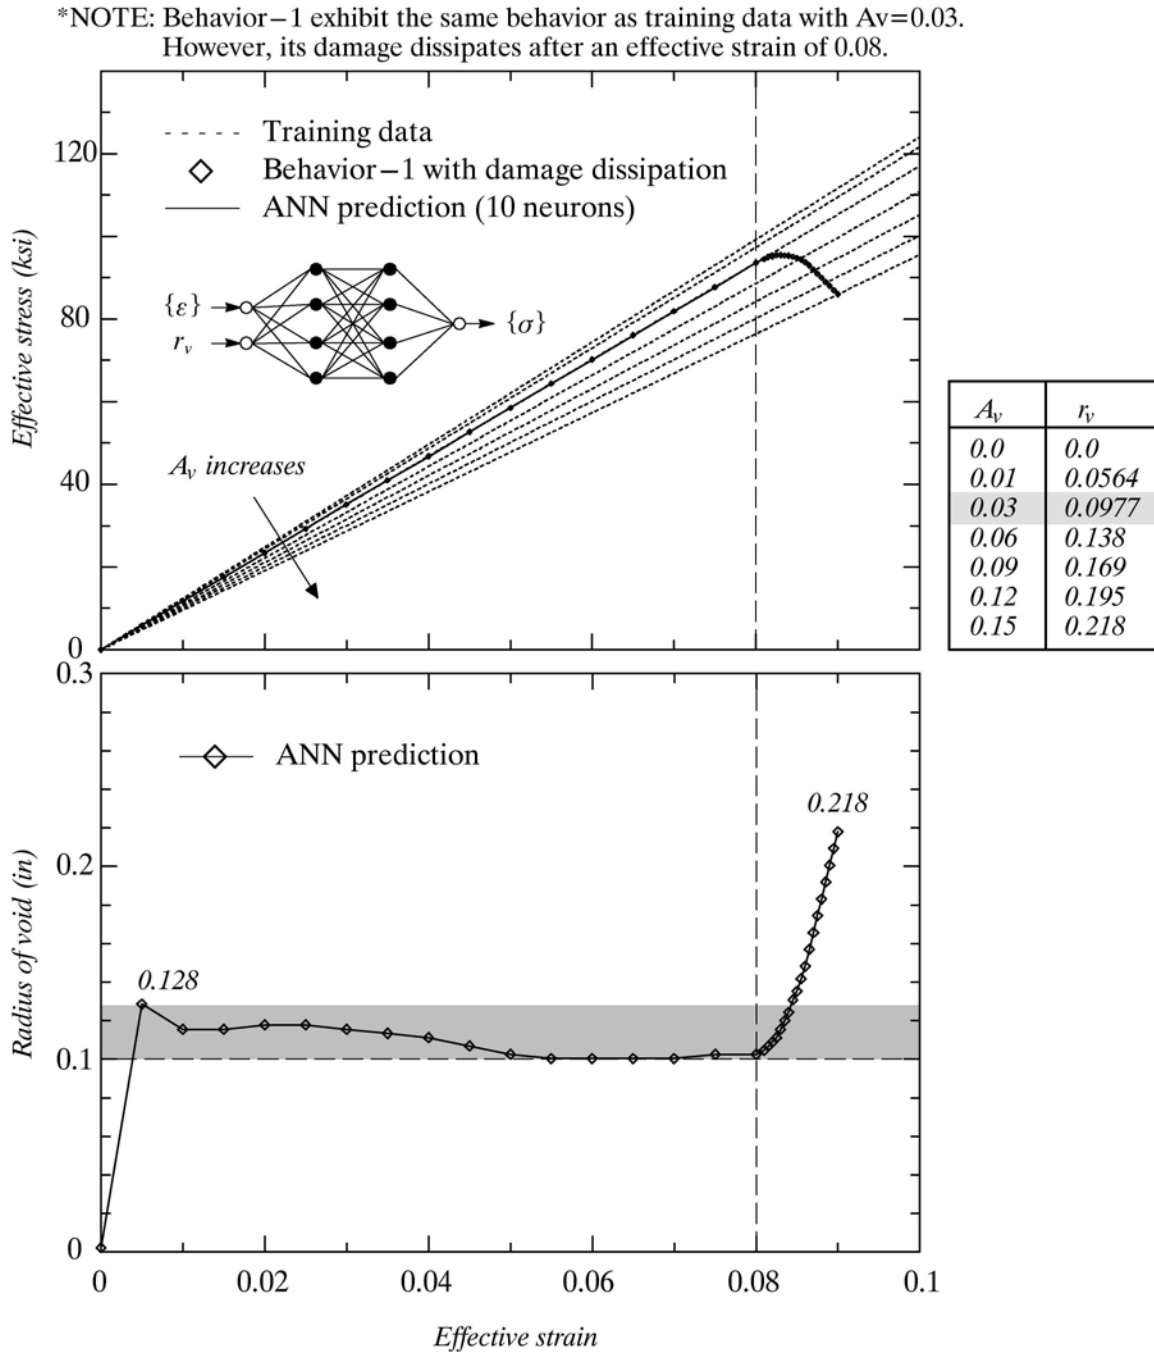 *NOTE: Behavior−1 exhibit the same behavior as training data with Av=0.03.
However, its damage dissipates after an effective strain of 0.08.
Training data
Behavior−1 with damage dissipation
ANN prediction (10 neurons)
{ε}
r_v
{σ}
A_v increases
Effective stress (ksi)
120
80
40
0
A_v r_v
0.0 0.0
0.01 0.0564
0.03 0.0977
0.06 0.138
0.09 0.169
0.12 0.195
0.15 0.218
ANN prediction
0.218
0.128
Radius of void (in)
0.3
0.2
0.1
0
0 0.02 0.04 0.06 0.08 0.1
Effective strain